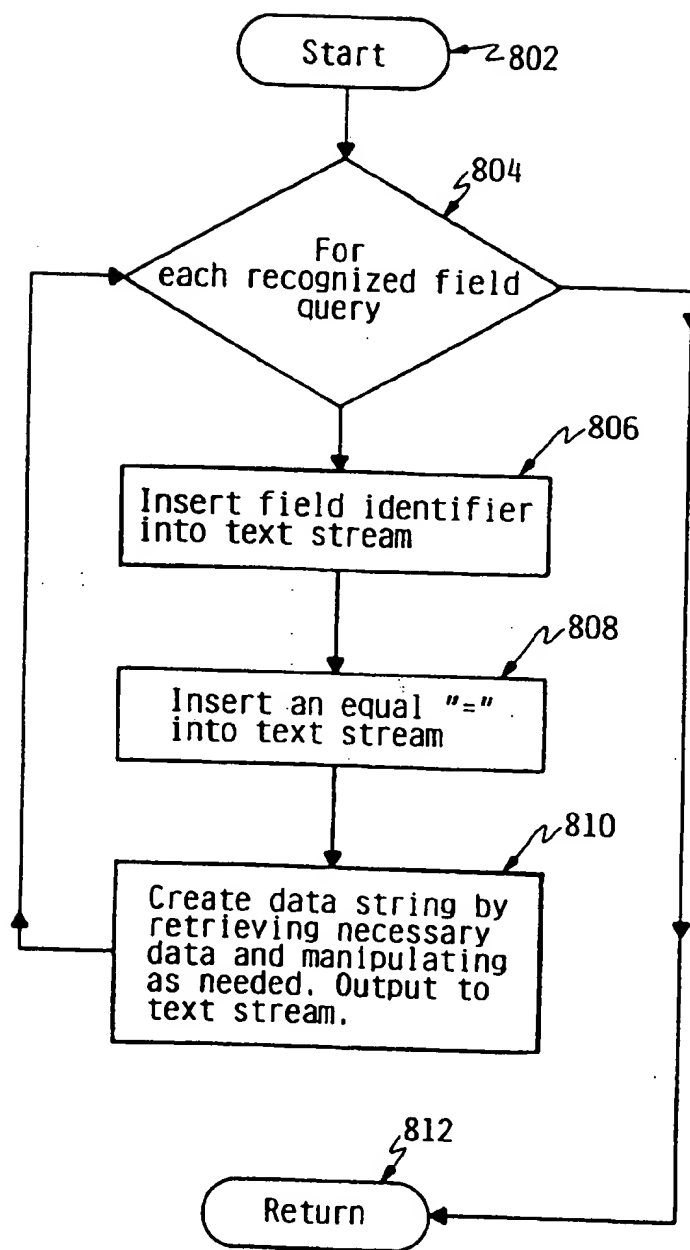 Start
802
804
For
each recognized field
query
806
Insert field identifier
into text stream
808
Insert an equal "="
into text stream
810
Create data string by
retrieving necessary
data and manipulating
as needed. Output to
text stream.
812
Return